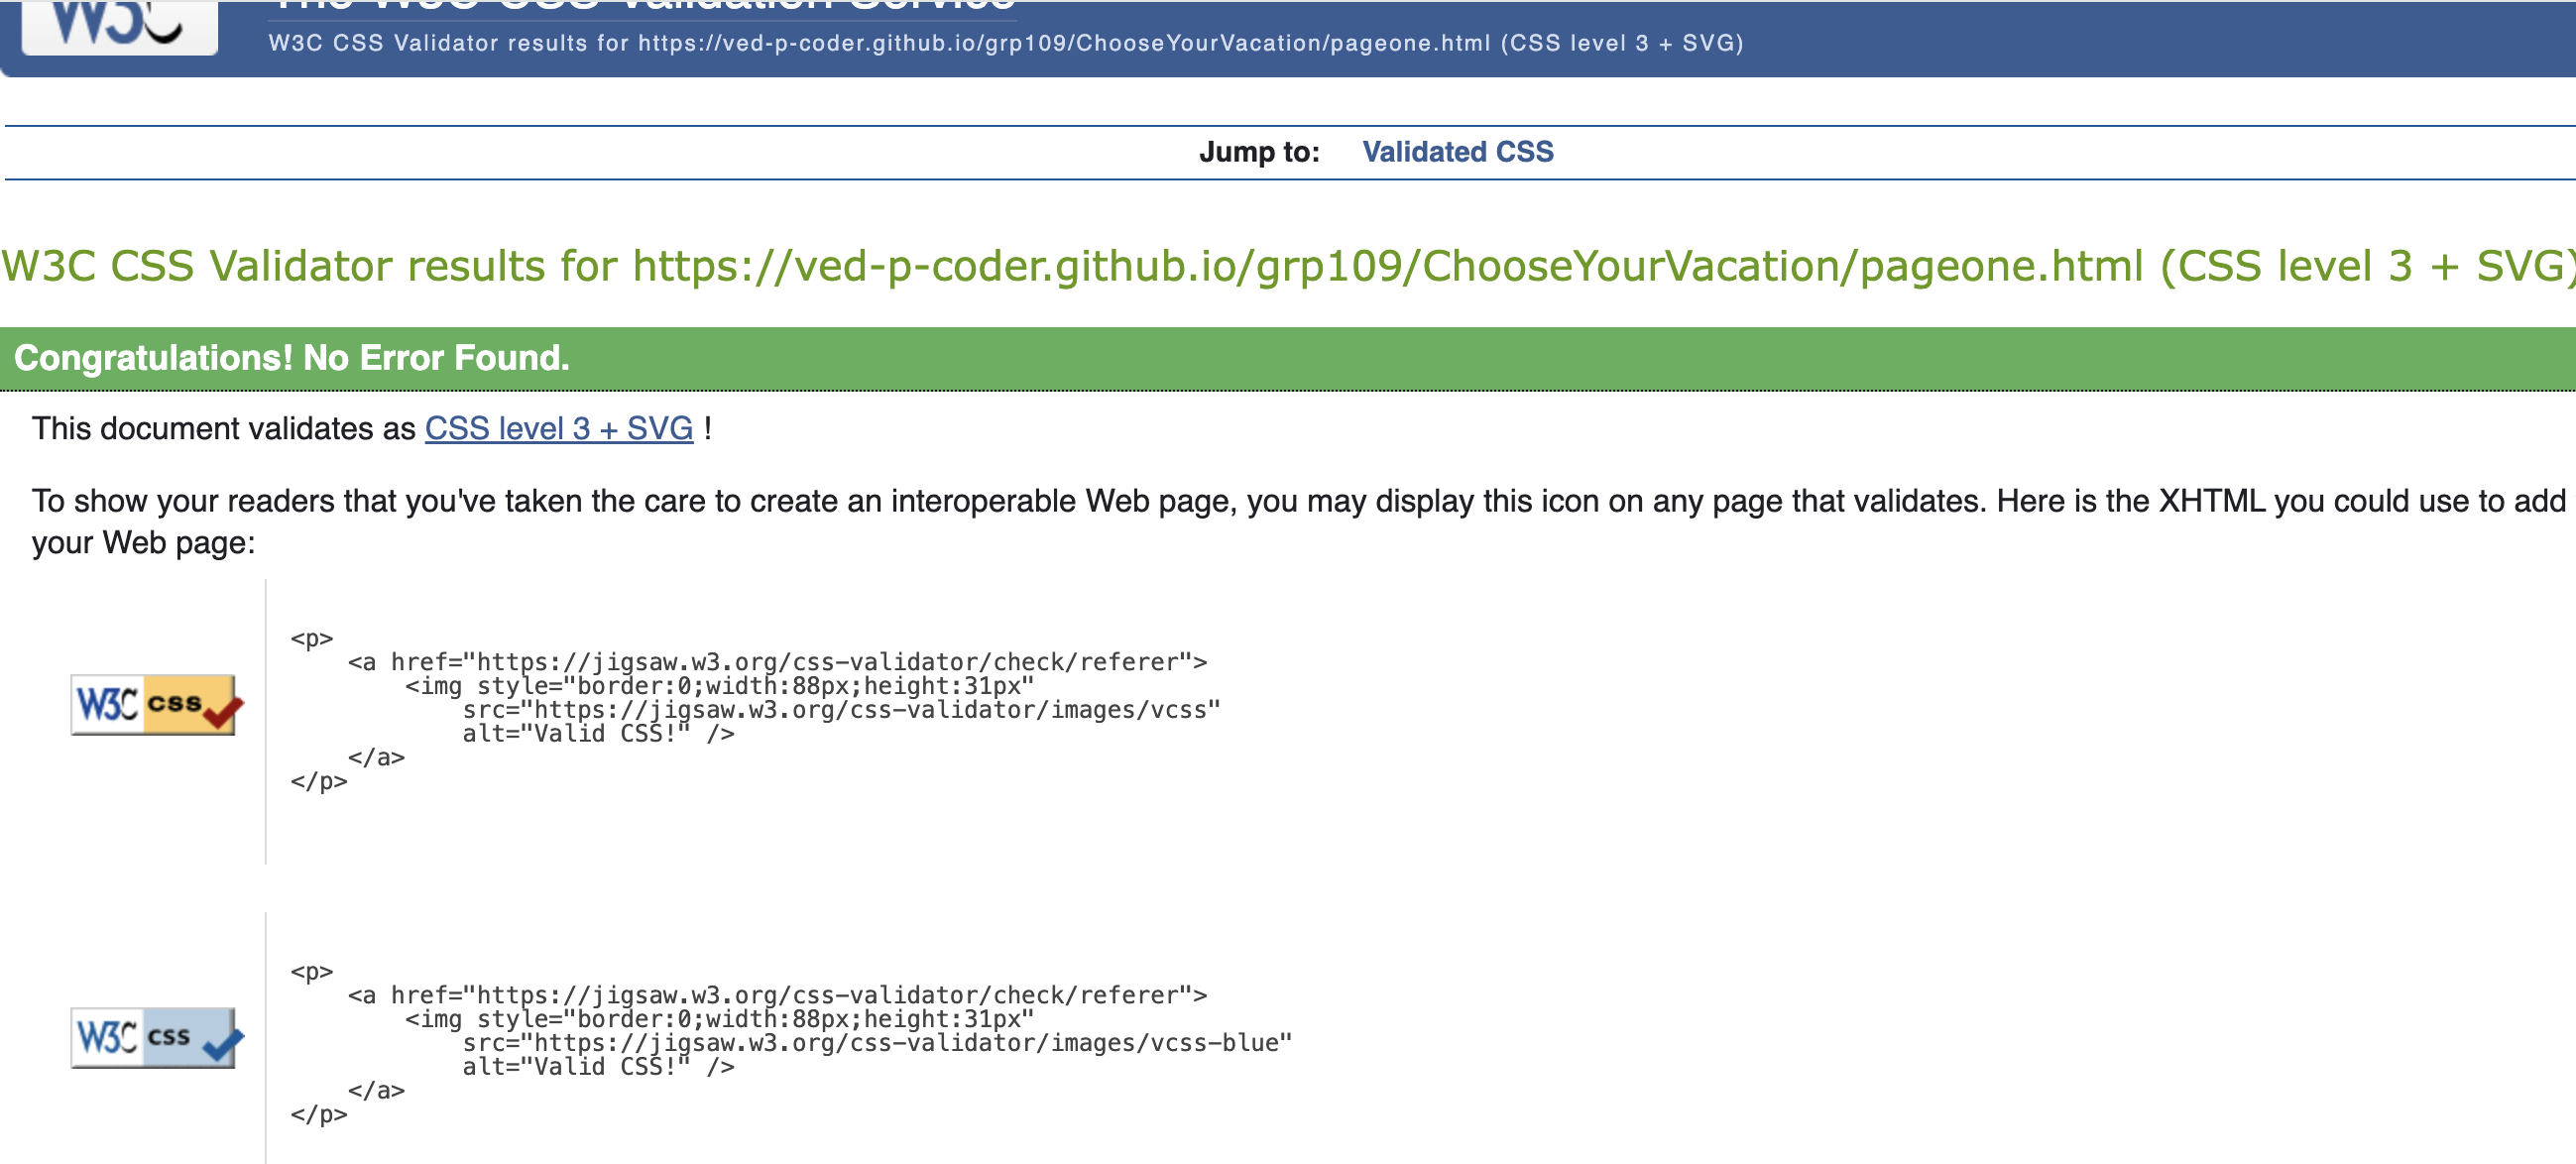 W3C
The W3C CSS Validation Service
W3C CSS Validator results for https://ved-p-coder.github.io/grp109/ChooseYourVacation/pageone.html (CSS level 3 + SVG)
Jump to: Validated CSS
W3C CSS Validator results for https://ved-p-coder.github.io/grp109/ChooseYourVacation/pageone.html (CSS level 3 + SVG)
Congratulations! No Error Found.
This document validates as CSS level 3 + SVG !
To show your readers that you've taken the care to create an interoperable Web page, you may display this icon on any page that validates. Here is the XHTML you could use to add
your Web page:
W3C css
<p>
    <a href="https://jigsaw.w3.org/css-validator/check/referer">
        <img style="border:0;width:88px;height:31px"
            src="https://jigsaw.w3.org/css-validator/images/vcss"
            alt="Valid CSS!" />
    </a>
</p>
W3C css
<p>
    <a href="https://jigsaw.w3.org/css-validator/check/referer">
        <img style="border:0;width:88px;height:31px"
            src="https://jigsaw.w3.org/css-validator/images/vcss-blue"
            alt="Valid CSS!" />
    </a>
</p>